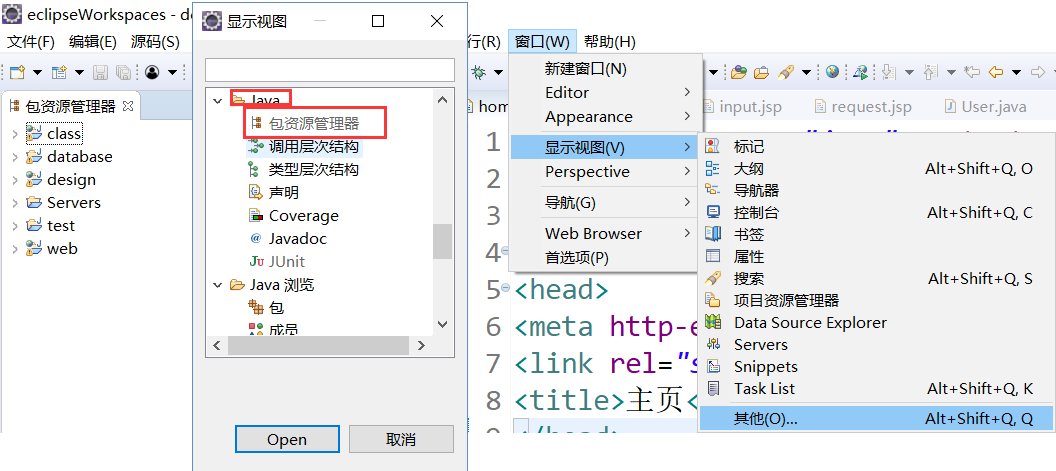 eclipseWorkspaces - de
文件(F) 编辑(E) 源码(S)
包资源管理器
class
database
design
Servers
test
web
显示视图
Java
包资源管理器
调用层次结构
类型层次结构
声明
Coverage
@ Javadoc
JU JUnit
Java 浏览
包
成员
Open 取消
行(R) 窗口(W) 帮助(H)
新建窗口(N)
Editor
Appearance
显示视图(V)
Perspective
导航(G)
Web Browser
首选项(P)
hom
input.jsp request.jsp User.java
1
2
3
4
5 <head>
6 <meta http-e
7 <link rel="s
8 <title>主页<
标记
大纲 Alt+Shift+Q, O
导航器
控制台 Alt+Shift+Q, C
书签
属性
搜索 Alt+Shift+Q, S
项目资源管理器
Data Source Explorer
Servers
Snippets
Task List Alt+Shift+Q, K
其他(O)... Alt+Shift+Q, Q